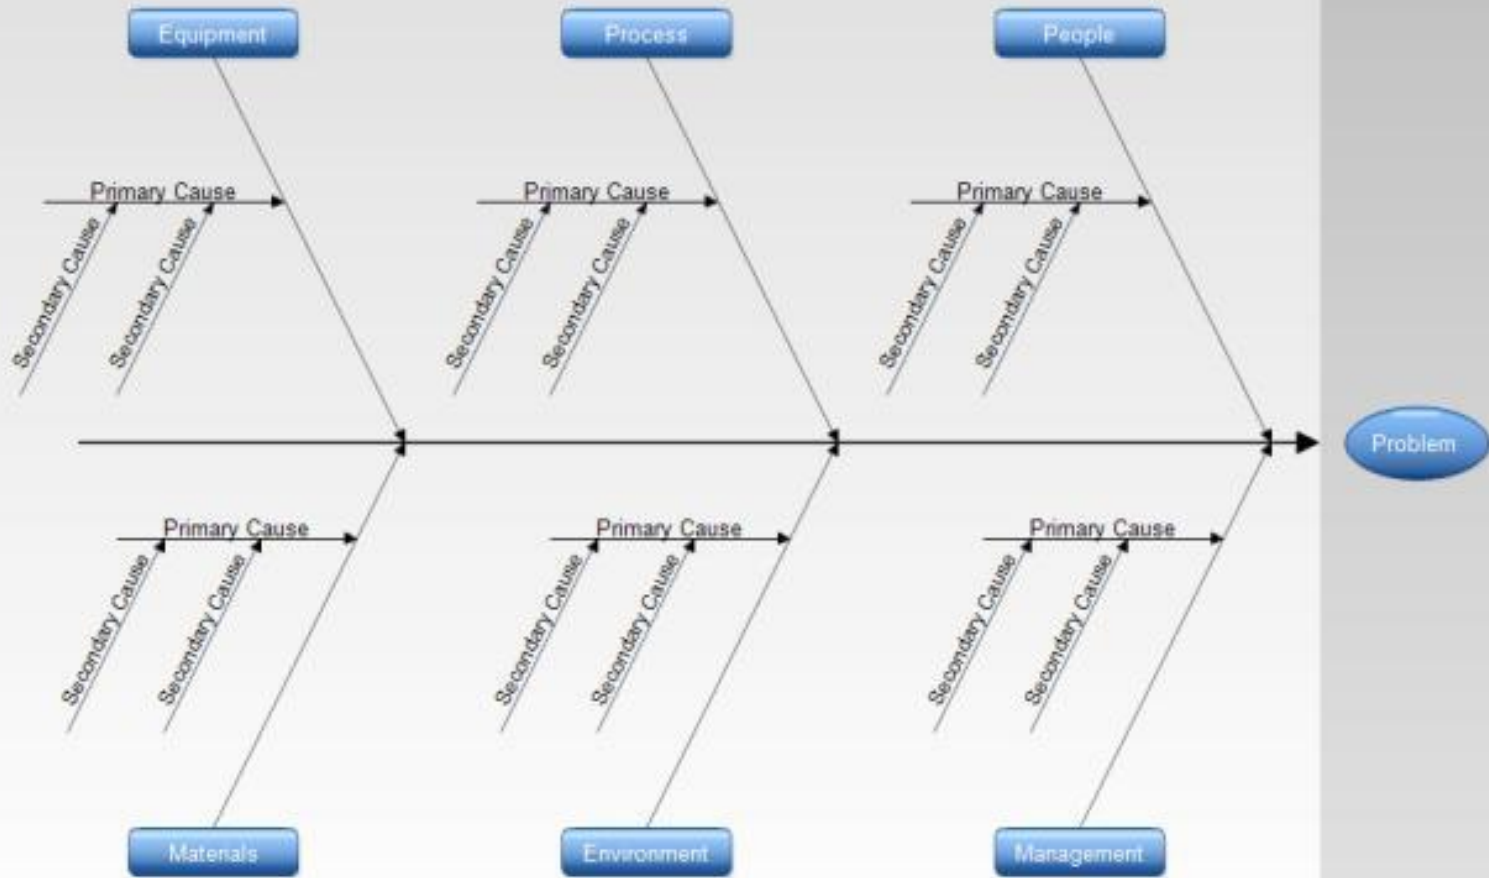 Equipment
Process
People
Primary Cause
Primary Cause
Primary Cause
Secondary Cause
Secondary Cause
Secondary Cause
Secondary Cause
Secondary Cause
Secondary Cause
Problem
Primary Cause
Primary Cause
Primary Cause
Secondary Cause
Secondary Cause
Secondary Cause
Secondary Cause
Secondary Cause
Secondary Cause
Materials
Environment
Management